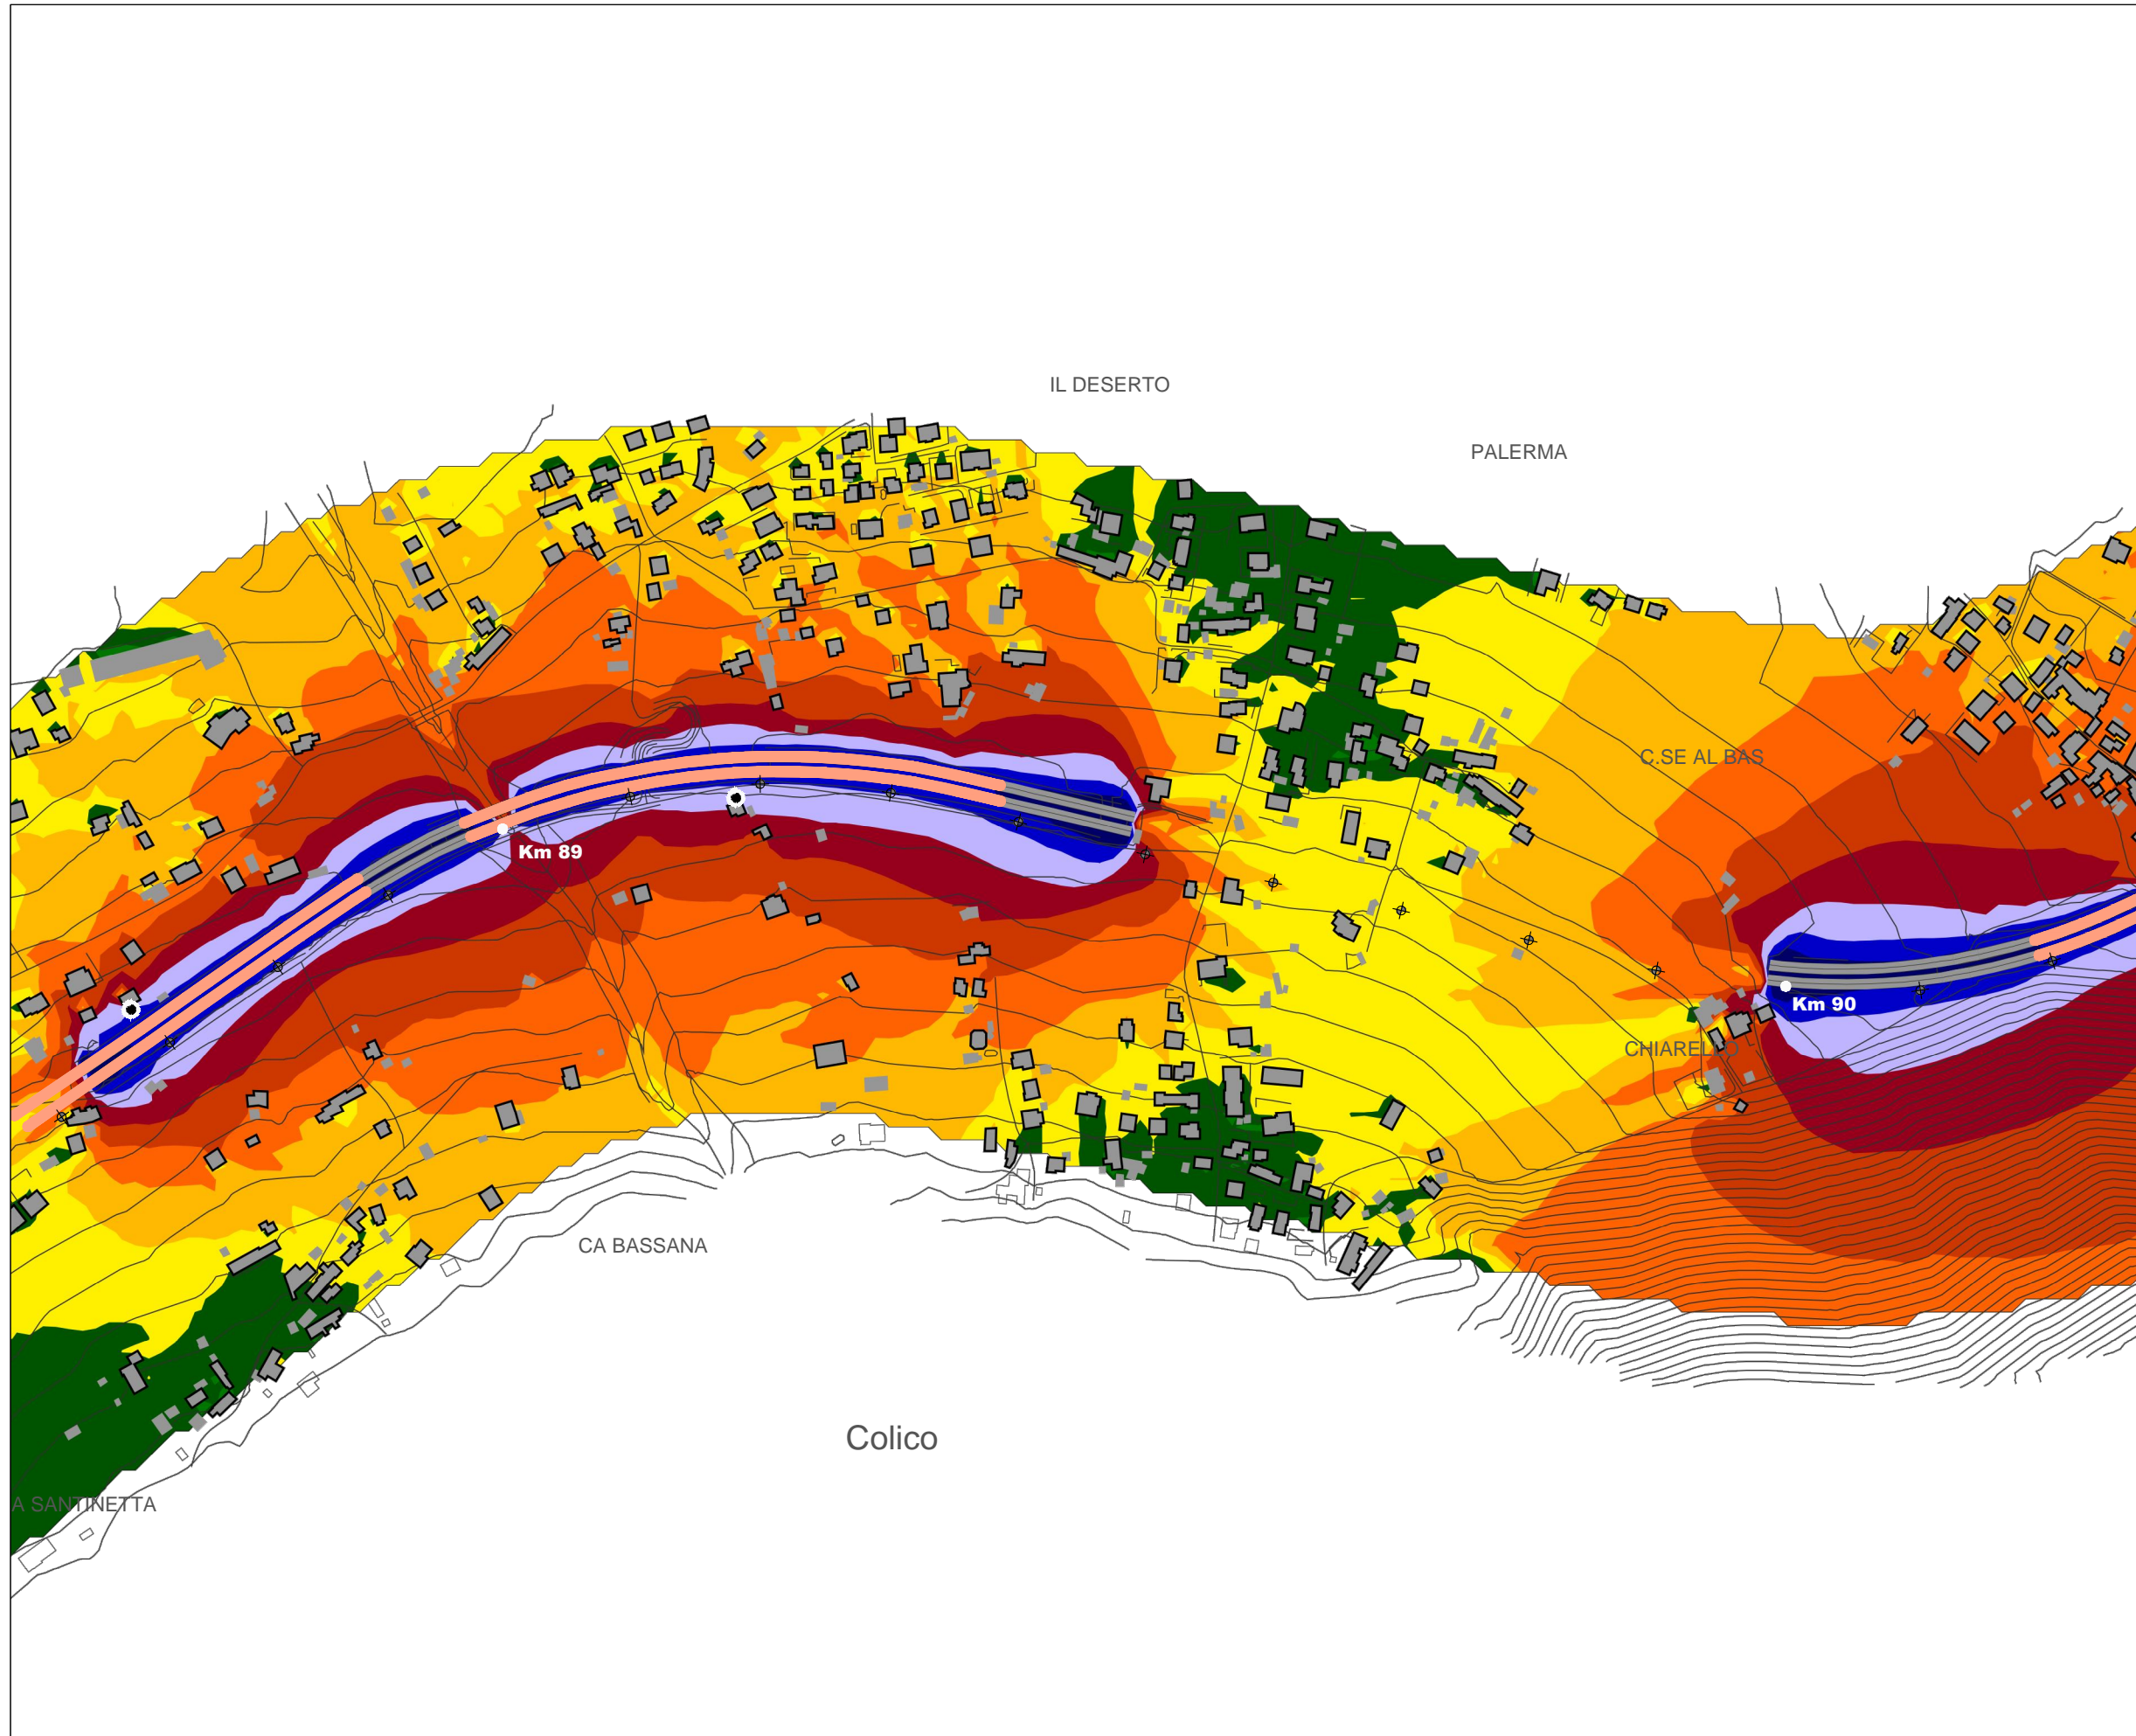 IL DESERTO
PALERMA
C.SE AL BAS
Km 89
Km 90
CHIARELLO
CA BASSANA
Colico
A SANTINETTA